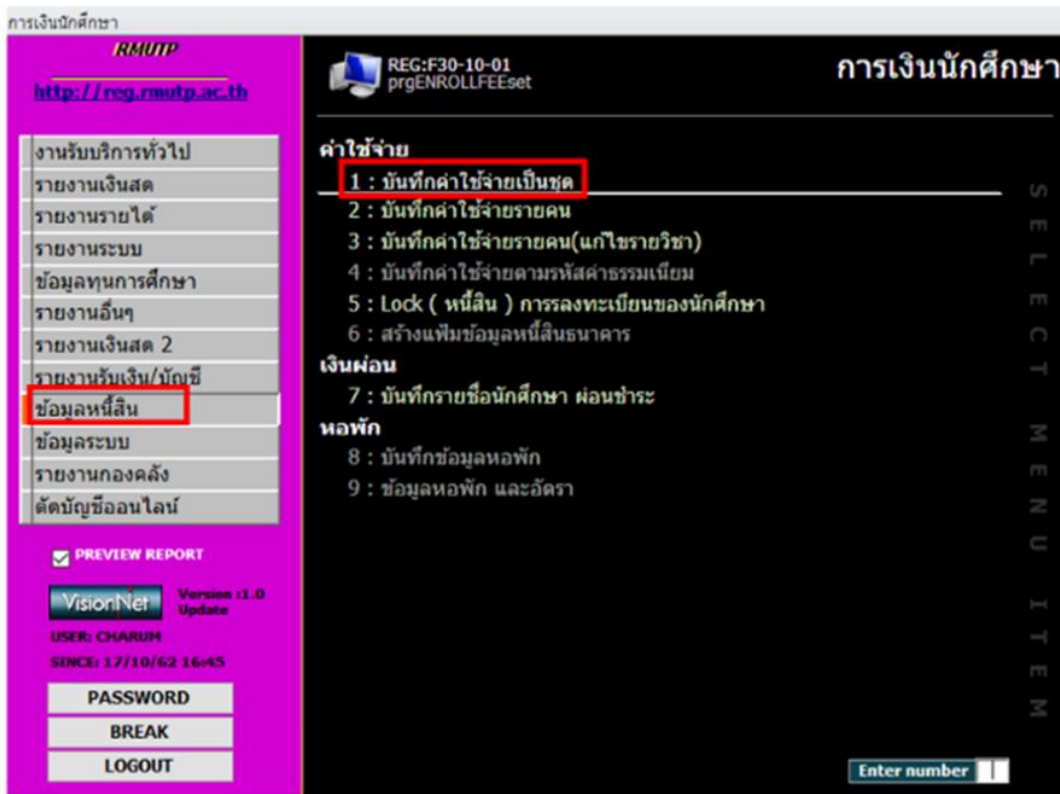 การเงินนักศึกษา
RMUTP
http://reg.rmutp.ac.th
งานรับบริการทั่วไป
รายงานเงินสด
รายงานรายได้
รายงานระบบ
ข้อมูลทุนการศึกษา
รายงานอื่นๆ
รายงานเงินสด 2
รายงานรับเงิน/บัญชี
ข้อมูลหนี้สิน
ข้อมูลระบบ
รายงานกองคลัง
ตัดบัญชีออนไลน์
PREVIEW REPORT
VisionNet
Version :1.0
Update
USER: CHARUM
SINCE: 17/10/62 16:45
PASSWORD
BREAK
LOGOUT
REG:F30-10-01
prgENROLLFEEset
การเงินนักศึกษา
ค่าใช้จ่าย
1 : บันทึกค่าใช้จ่ายเป็นชุด
2 : บันทึกค่าใช้จ่ายรายคน
3 : บันทึกค่าใช้จ่ายรายคน(แก้ไขรายวิชา)
4 : บันทึกค่าใช้จ่ายตามรหัสค่าธรรมเนียม
5 : Lock ( หนี้สิน ) การลงทะเบียนของนักศึกษา
6 : สร้างแฟ้มข้อมูลหนี้สินธนาคาร
เงินผ่อน
7 : บันทึกรายชื่อนักศึกษา ผ่อนชำระ
หอพัก
8 : บันทึกข้อมูลหอพัก
9 : ข้อมูลหอพัก และอัตรา
SELECT MENU ITEM
Enter number